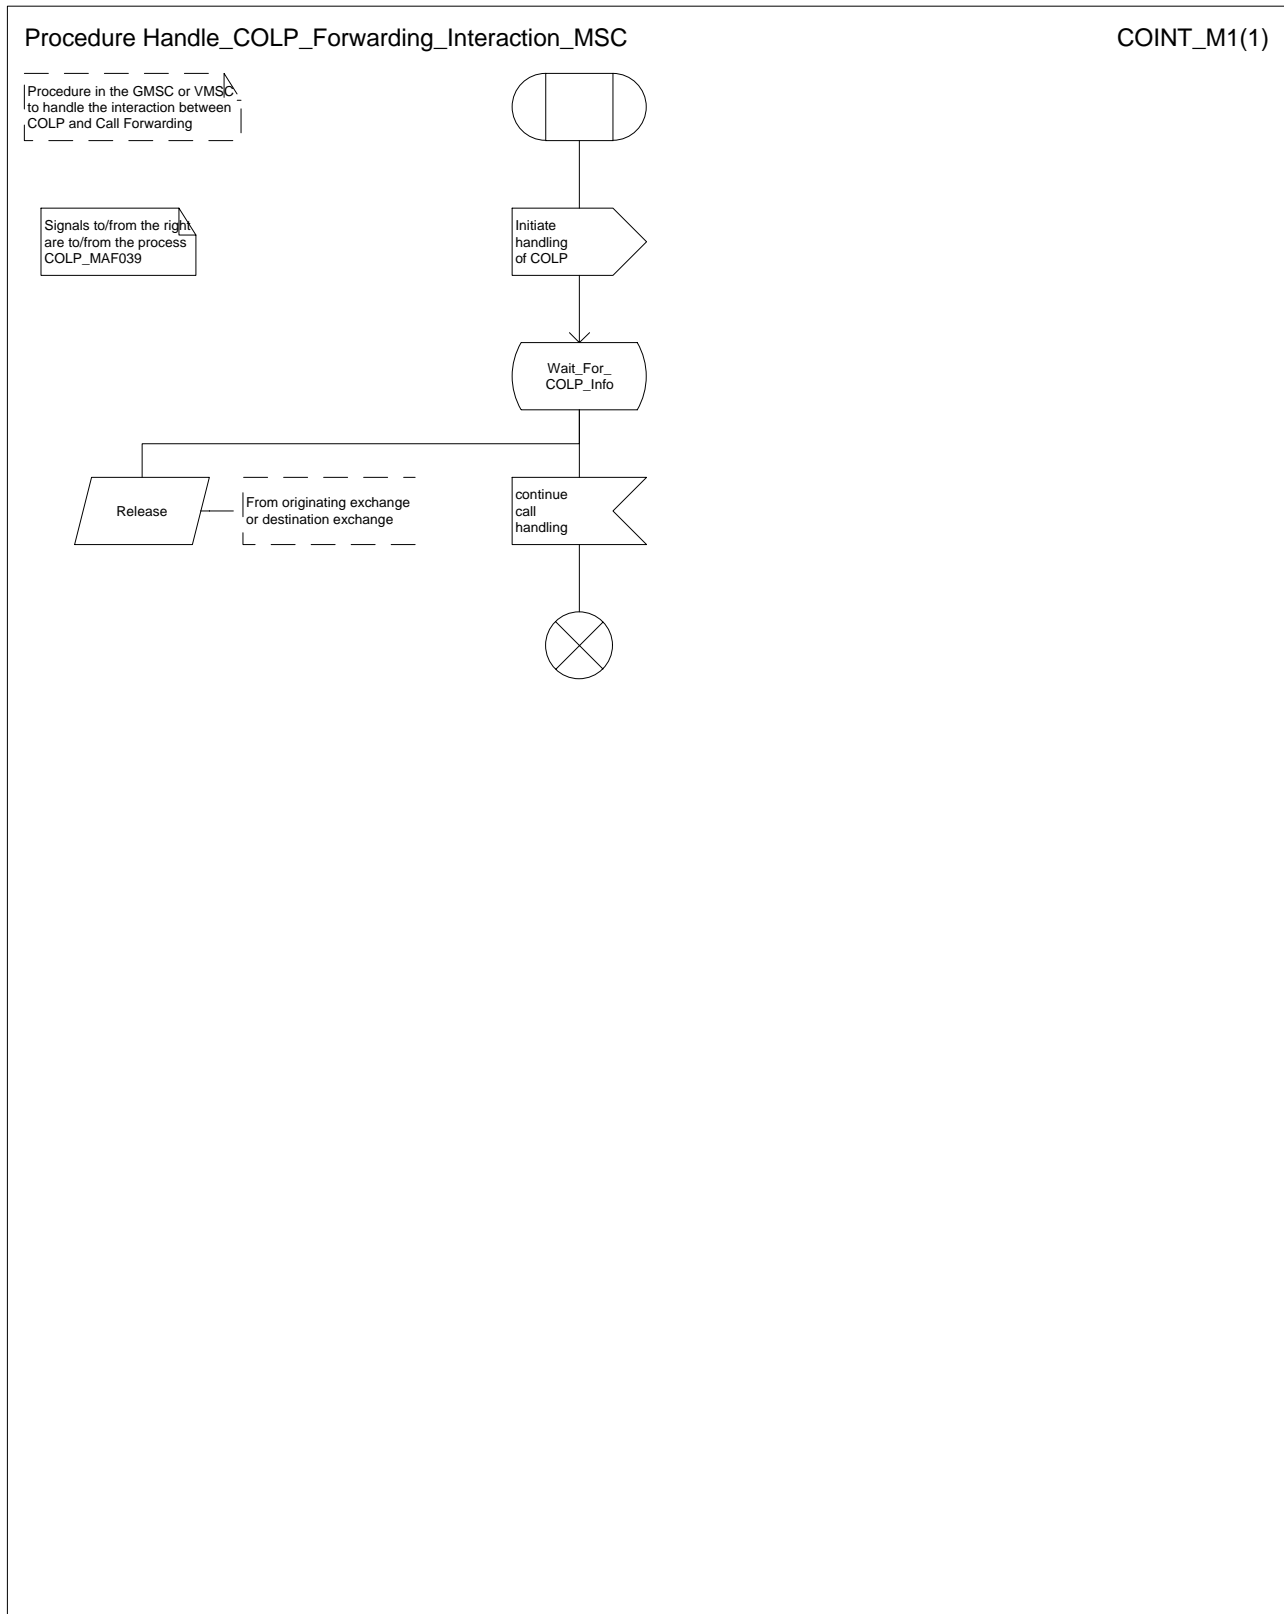 Procedure Handle_COLP_Forwarding_Interaction_MSC
COINT_M1(1)
Procedure in the GMSC or VMSC
to handle the interaction between
COLP and Call Forwarding
Signals to/from the right
are to/from the process
COLP_MAF039
Initiate
handling
of COLP
Wait_For_
COLP_Info
Release
From originating exchange
or destination exchange
continue
call
handling